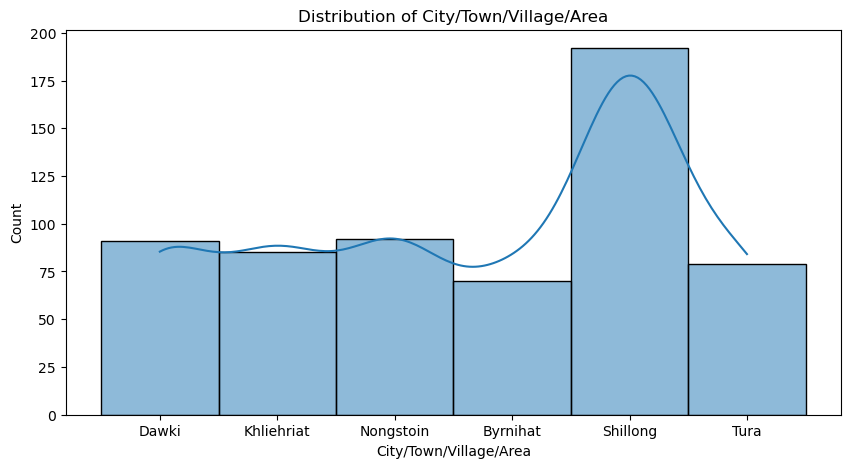 Distribution of City/Town/Village/Area
200
175
150
125
100
75
50
25
0
Count
Dawki Khliehriat Nongstoin Byrnihat Shillong Tura
City/Town/Village/Area